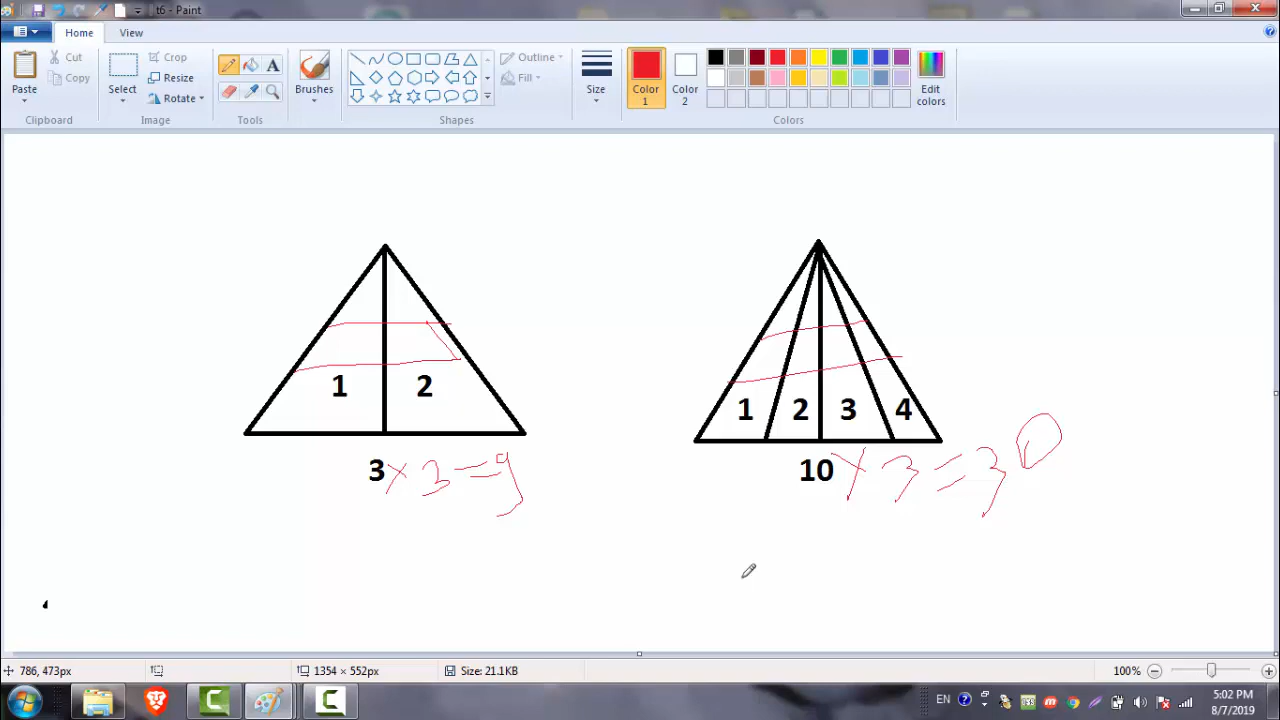 t6 - Paint
Home View
Paste
Cut
Copy
Clipboard
Select
Crop
Resize
Rotate
Image
A
Tools
Brushes
Shapes
Outline
Fill
Size
Color 1
Color 2
Edit colors
Colors
1 2
3 × 3 = 9
1 2 3 4
10 × 3 = 30
786, 473px
1354 × 552px
Size: 21.1KB
100%
EN
5:02 PM
8/7/2019